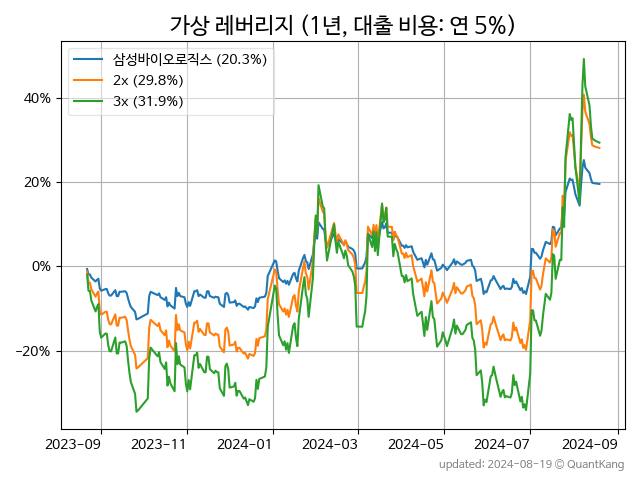 가상 레버리지 (1년, 대출 비용: 연 5%)
삼성바이오로직스 (20.3%)
2x (29.8%)
3x (31.9%)
40%
20%
0%
−20%
2023-09 2023-11 2024-01 2024-03 2024-05 2024-07 2024-09
updated: 2024-08-19 © QuantKang